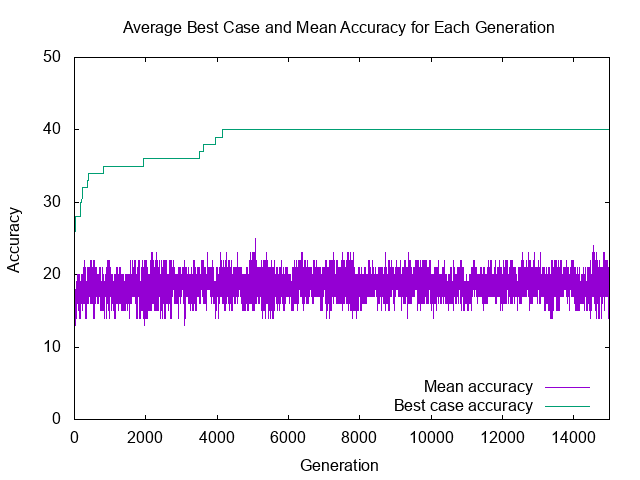 Average Best Case and Mean Accuracy for Each Generation
50
40
30
20
10
0
Accuracy
0 2000 4000 6000 8000 10000 12000 14000
Generation
Mean accuracy
Best case accuracy